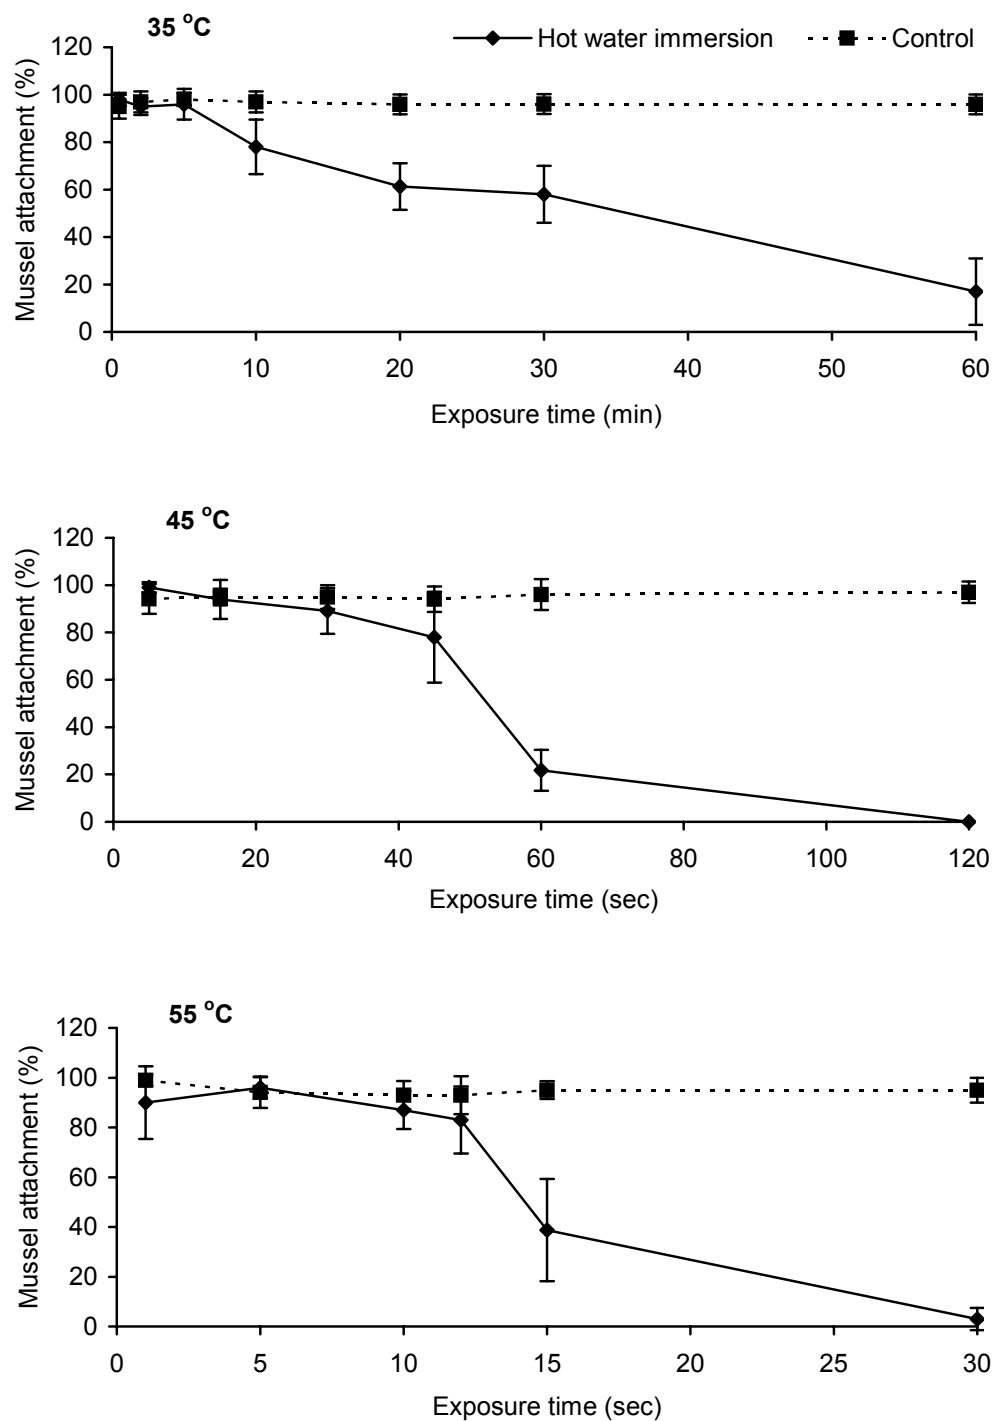 35 °C
Hot water immersion
Control
Mussel attachment (%)
120
100
80
60
40
20
0
0 10 20 30 40 50 60
Exposure time (min)
45 °C
Mussel attachment (%)
120
100
80
60
40
20
0
0 20 40 60 80 100 120
Exposure time (sec)
55 °C
Mussel attachment (%)
120
100
80
60
40
20
0
0 5 10 15 20 25 30
Exposure time (sec)